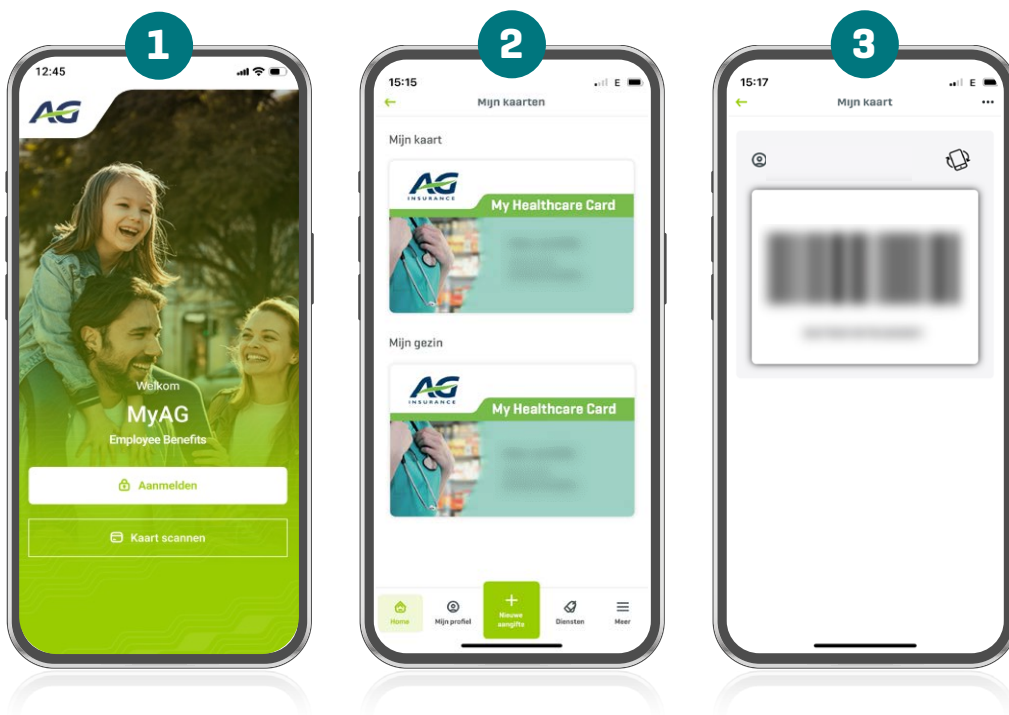 1
12:45
AG
Welkom
MyAG
Employee Benefits
Aanmelden
Kaart scannen
2
15:15
E
Mijn kaarten
Mijn kaart
AG
INSURANCE
My Healthcare Card
Mijn gezin
AG
INSURANCE
My Healthcare Card
Home
Mijn profiel
Nieuwe
aangifte
Diensten
Meer
3
15:17
E
Mijn kaart